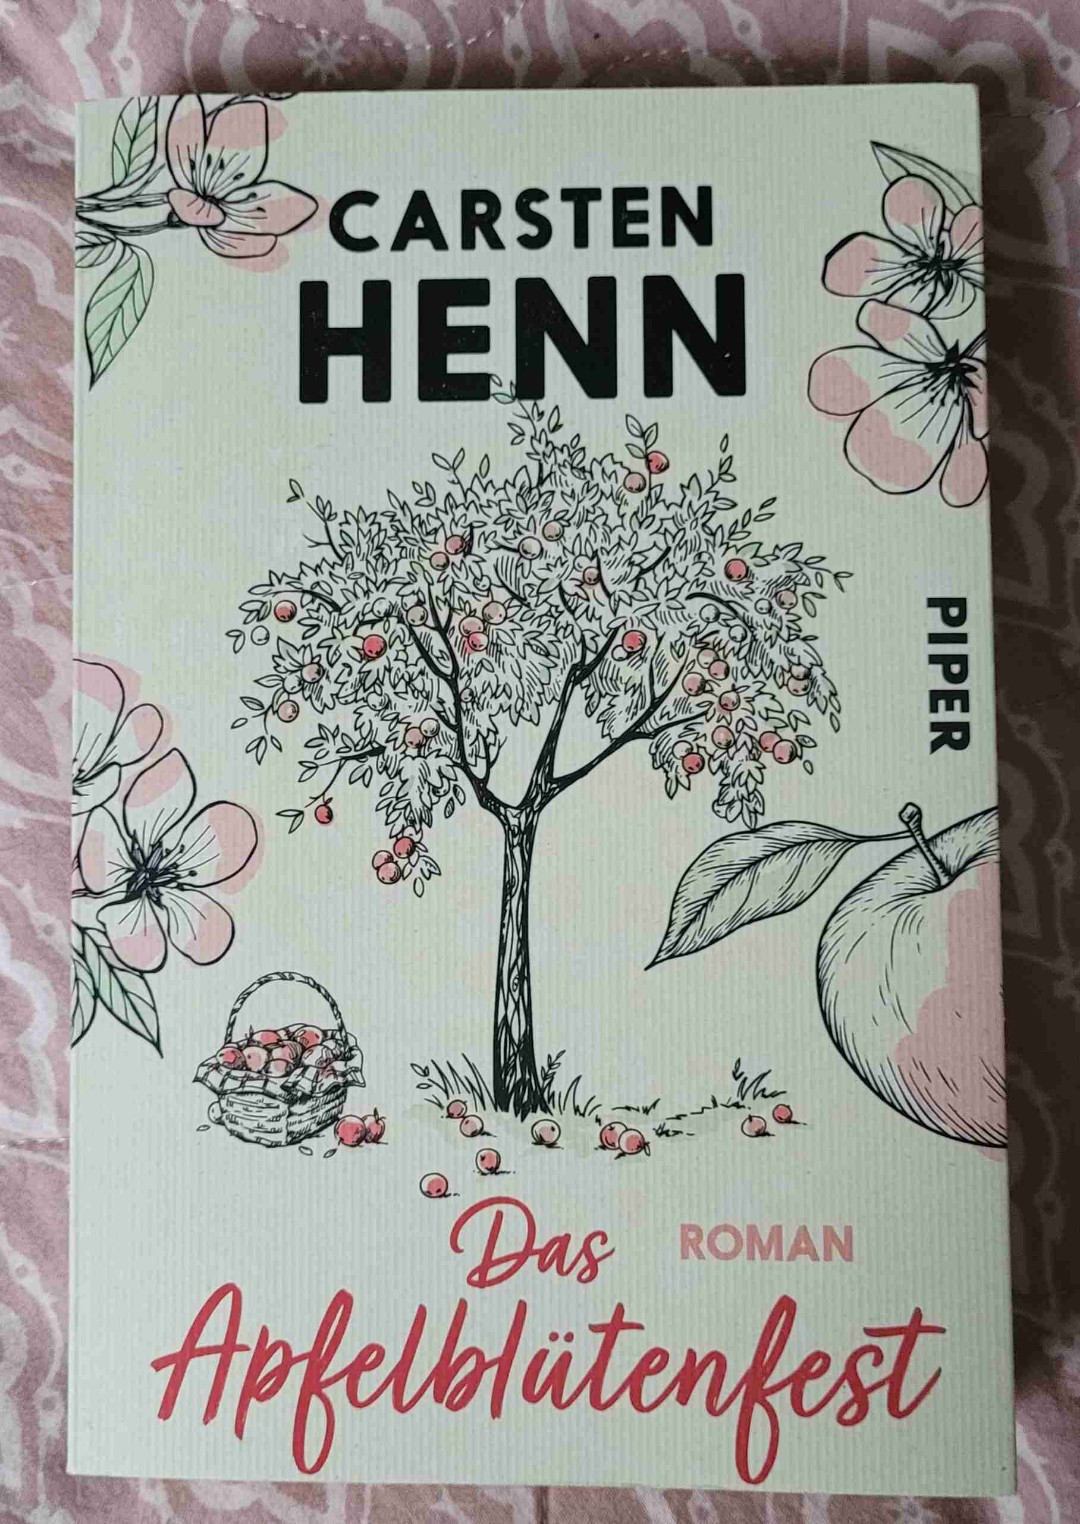 CARSTEN
HENN
PIPER
Das
ROMAN
Apfelblütenfest